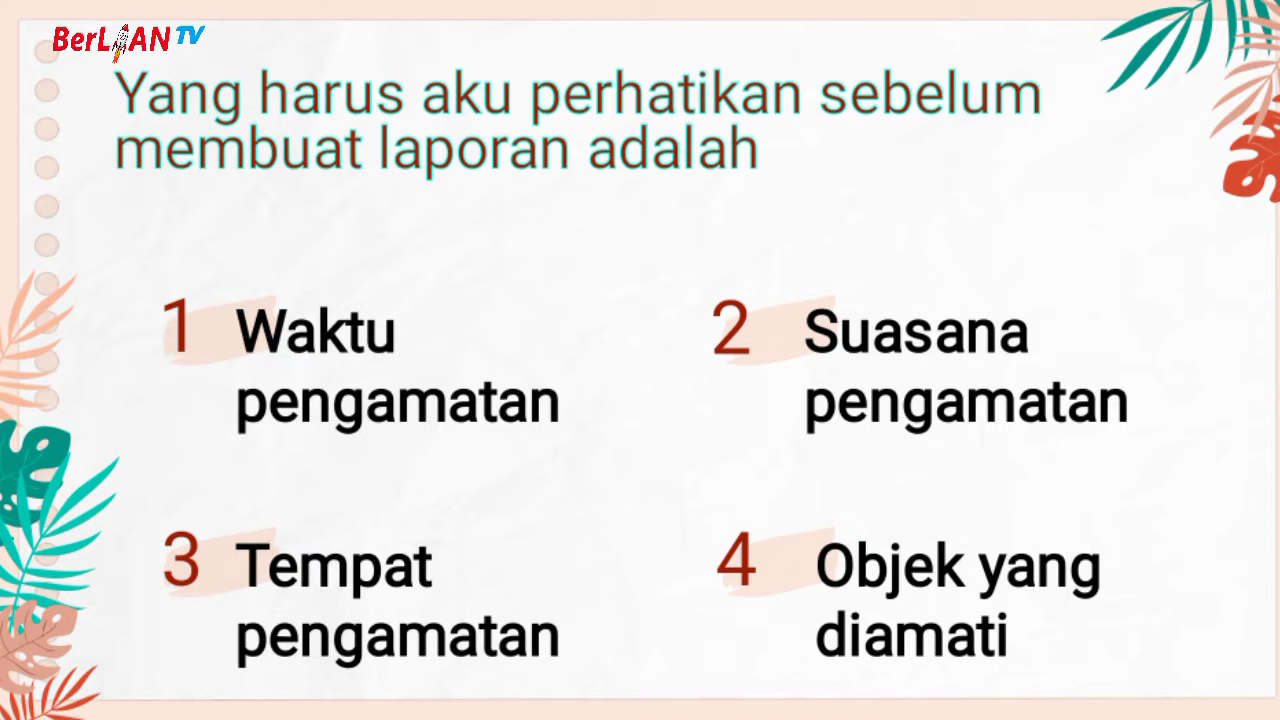 BerLIAN TV
Yang harus aku perhatikan sebelum
membuat laporan adalah
1 Waktu
pengamatan
2 Suasana
pengamatan
3 Tempat
pengamatan
4 Objek yang
diamati